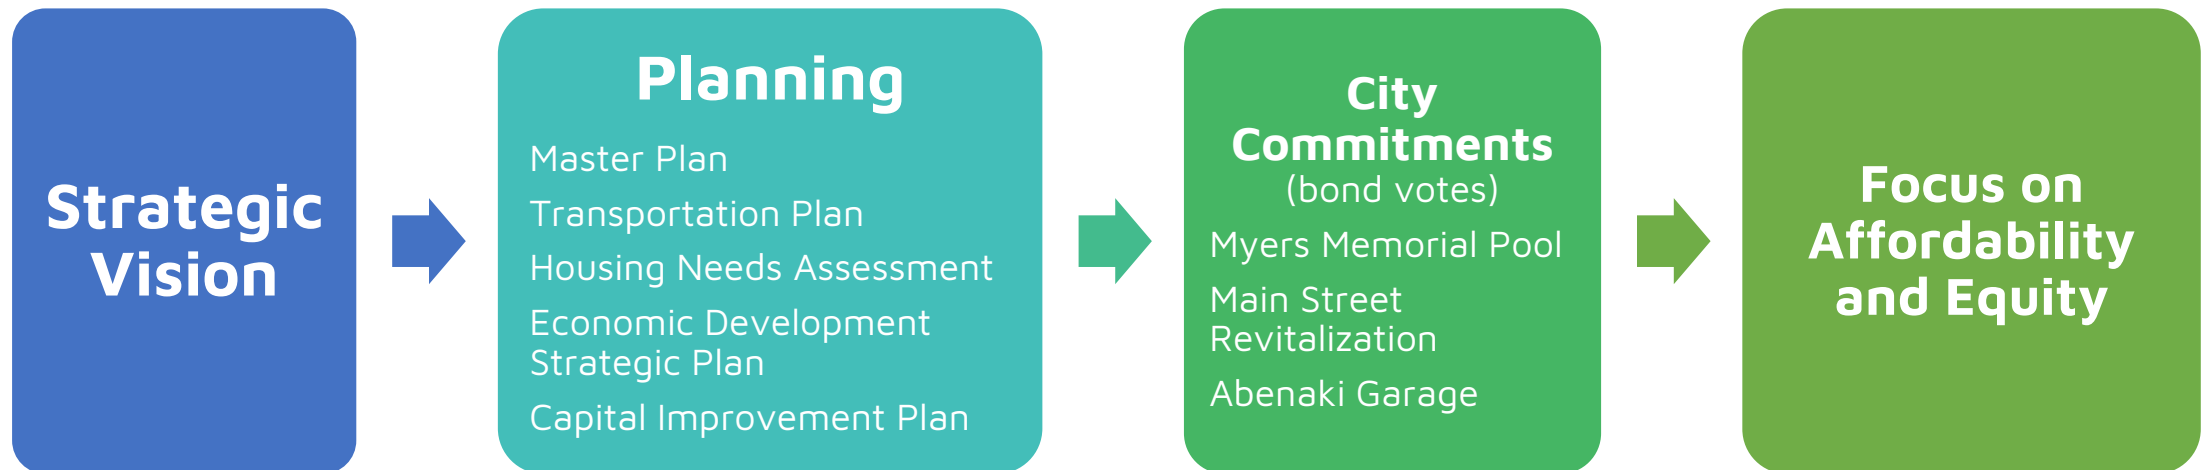 Strategic
Vision
Planning
Master Plan
Transportation Plan
Housing Needs Assessment
Economic Development
Strategic Plan
Capital Improvement Plan
City
Commitments
(bond votes)
Myers Memorial Pool
Main Street
Revitalization
Abenaki Garage
Focus on
Affordability
and Equity